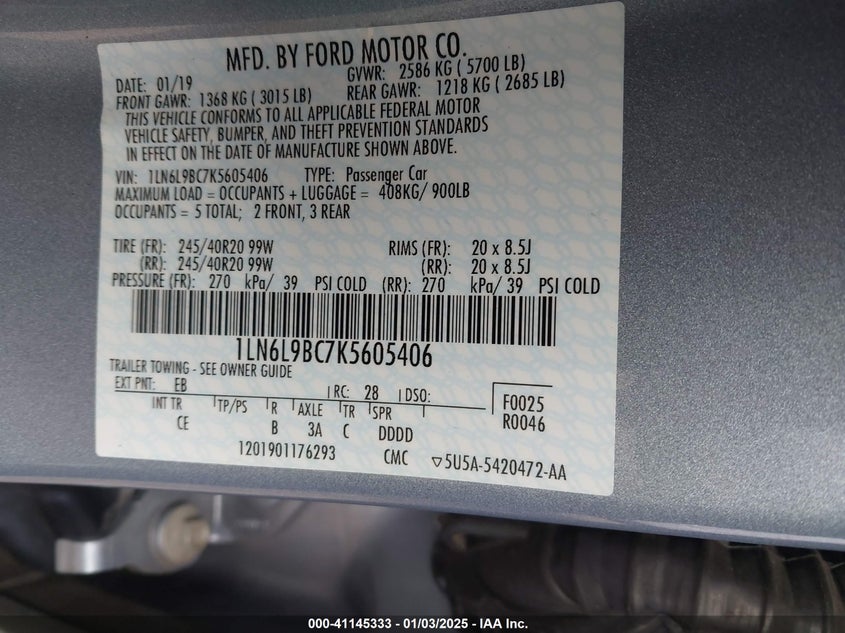 MFD. BY FORD MOTOR CO.
DATE: 01/19 GVWR: 2586 KG ( 5700 LB)
FRONT GAWR: 1368 KG ( 3015 LB) REAR GAWR: 1218 KG ( 2685 LB)
THIS VEHICLE CONFORMS TO ALL APPLICABLE FEDERAL MOTOR
VEHICLE SAFETY, BUMPER, AND THEFT PREVENTION STANDARDS
IN EFFECT ON THE DATE OF MANUFACTURE SHOWN ABOVE.
VIN: 1LN6L9BC7K5605406 TYPE: Passenger Car
MAXIMUM LOAD = OCCUPANTS + LUGGAGE = 408KG/ 900LB
OCCUPANTS = 5 TOTAL; 2 FRONT, 3 REAR
TIRE (FR): 245/40R20 99W RIMS (FR): 20 x 8.5J
(RR): 245/40R20 99W (RR): 20 x 8.5J
PRESSURE (FR): 270 kPa/ 39 PSI COLD (RR): 270 kPa/ 39 PSI COLD
1LN6L9BC7K5605406
TRAILER TOWING - SEE OWNER GUIDE
EXT PNT: EB RC: 28 DSO: F0025
INT TR TP/PS R AXLE TR SPR R0046
CE B 3A C DDDD
1201901176293 CMC ▽5U5A-5420472-AA
000-41145333 — 01/03/2025 — IAA Inc.